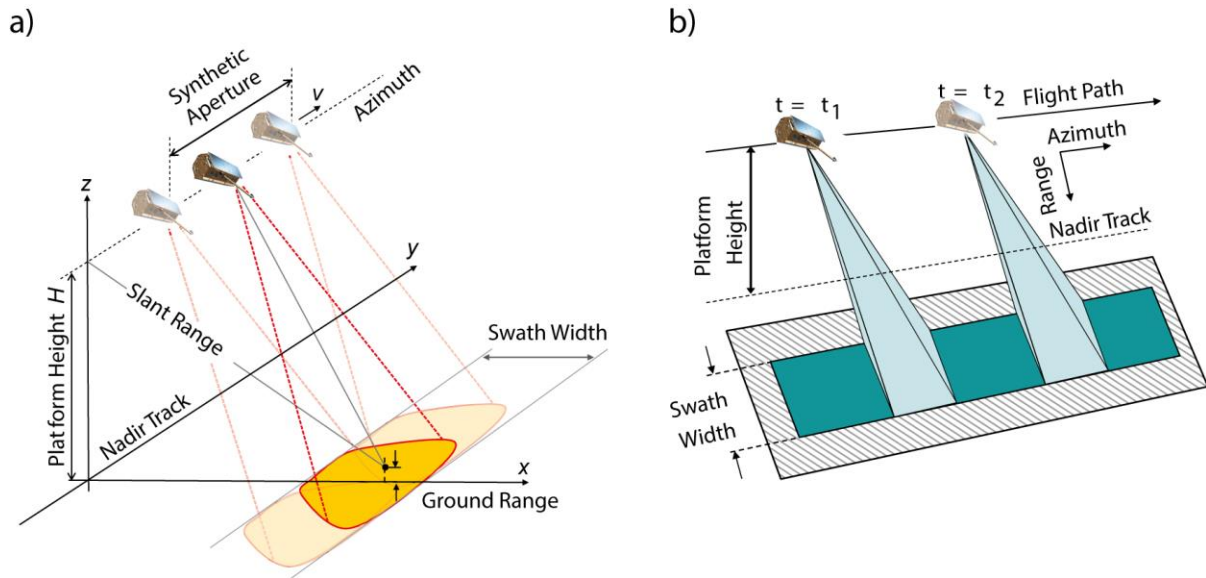 a)
Synthetic
Aperture
v
Azimuth
z
Platform Height H
Slant Range
y
Nadir Track
Swath Width
x
Ground Range
b)
t = t1
t = t2
Flight Path
Azimuth
Range
Platform
Height
Nadir Track
Swath
Width